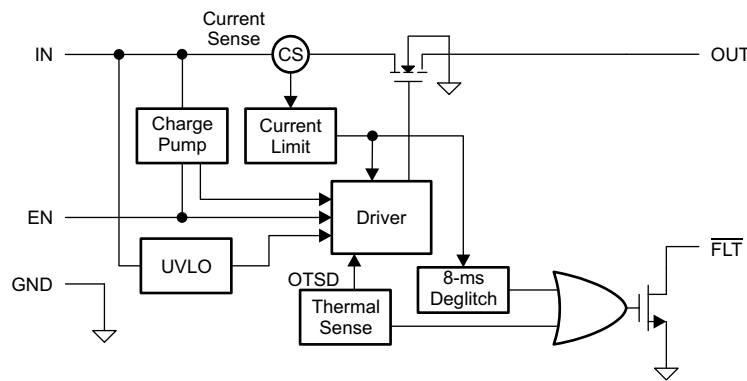 Current
Sense
IN
CS
OUT
Charge
Pump
Current
Limit
EN
Driver
FLT
UVLO
GND
OTSD
8-ms
Deglitch
Thermal
Sense